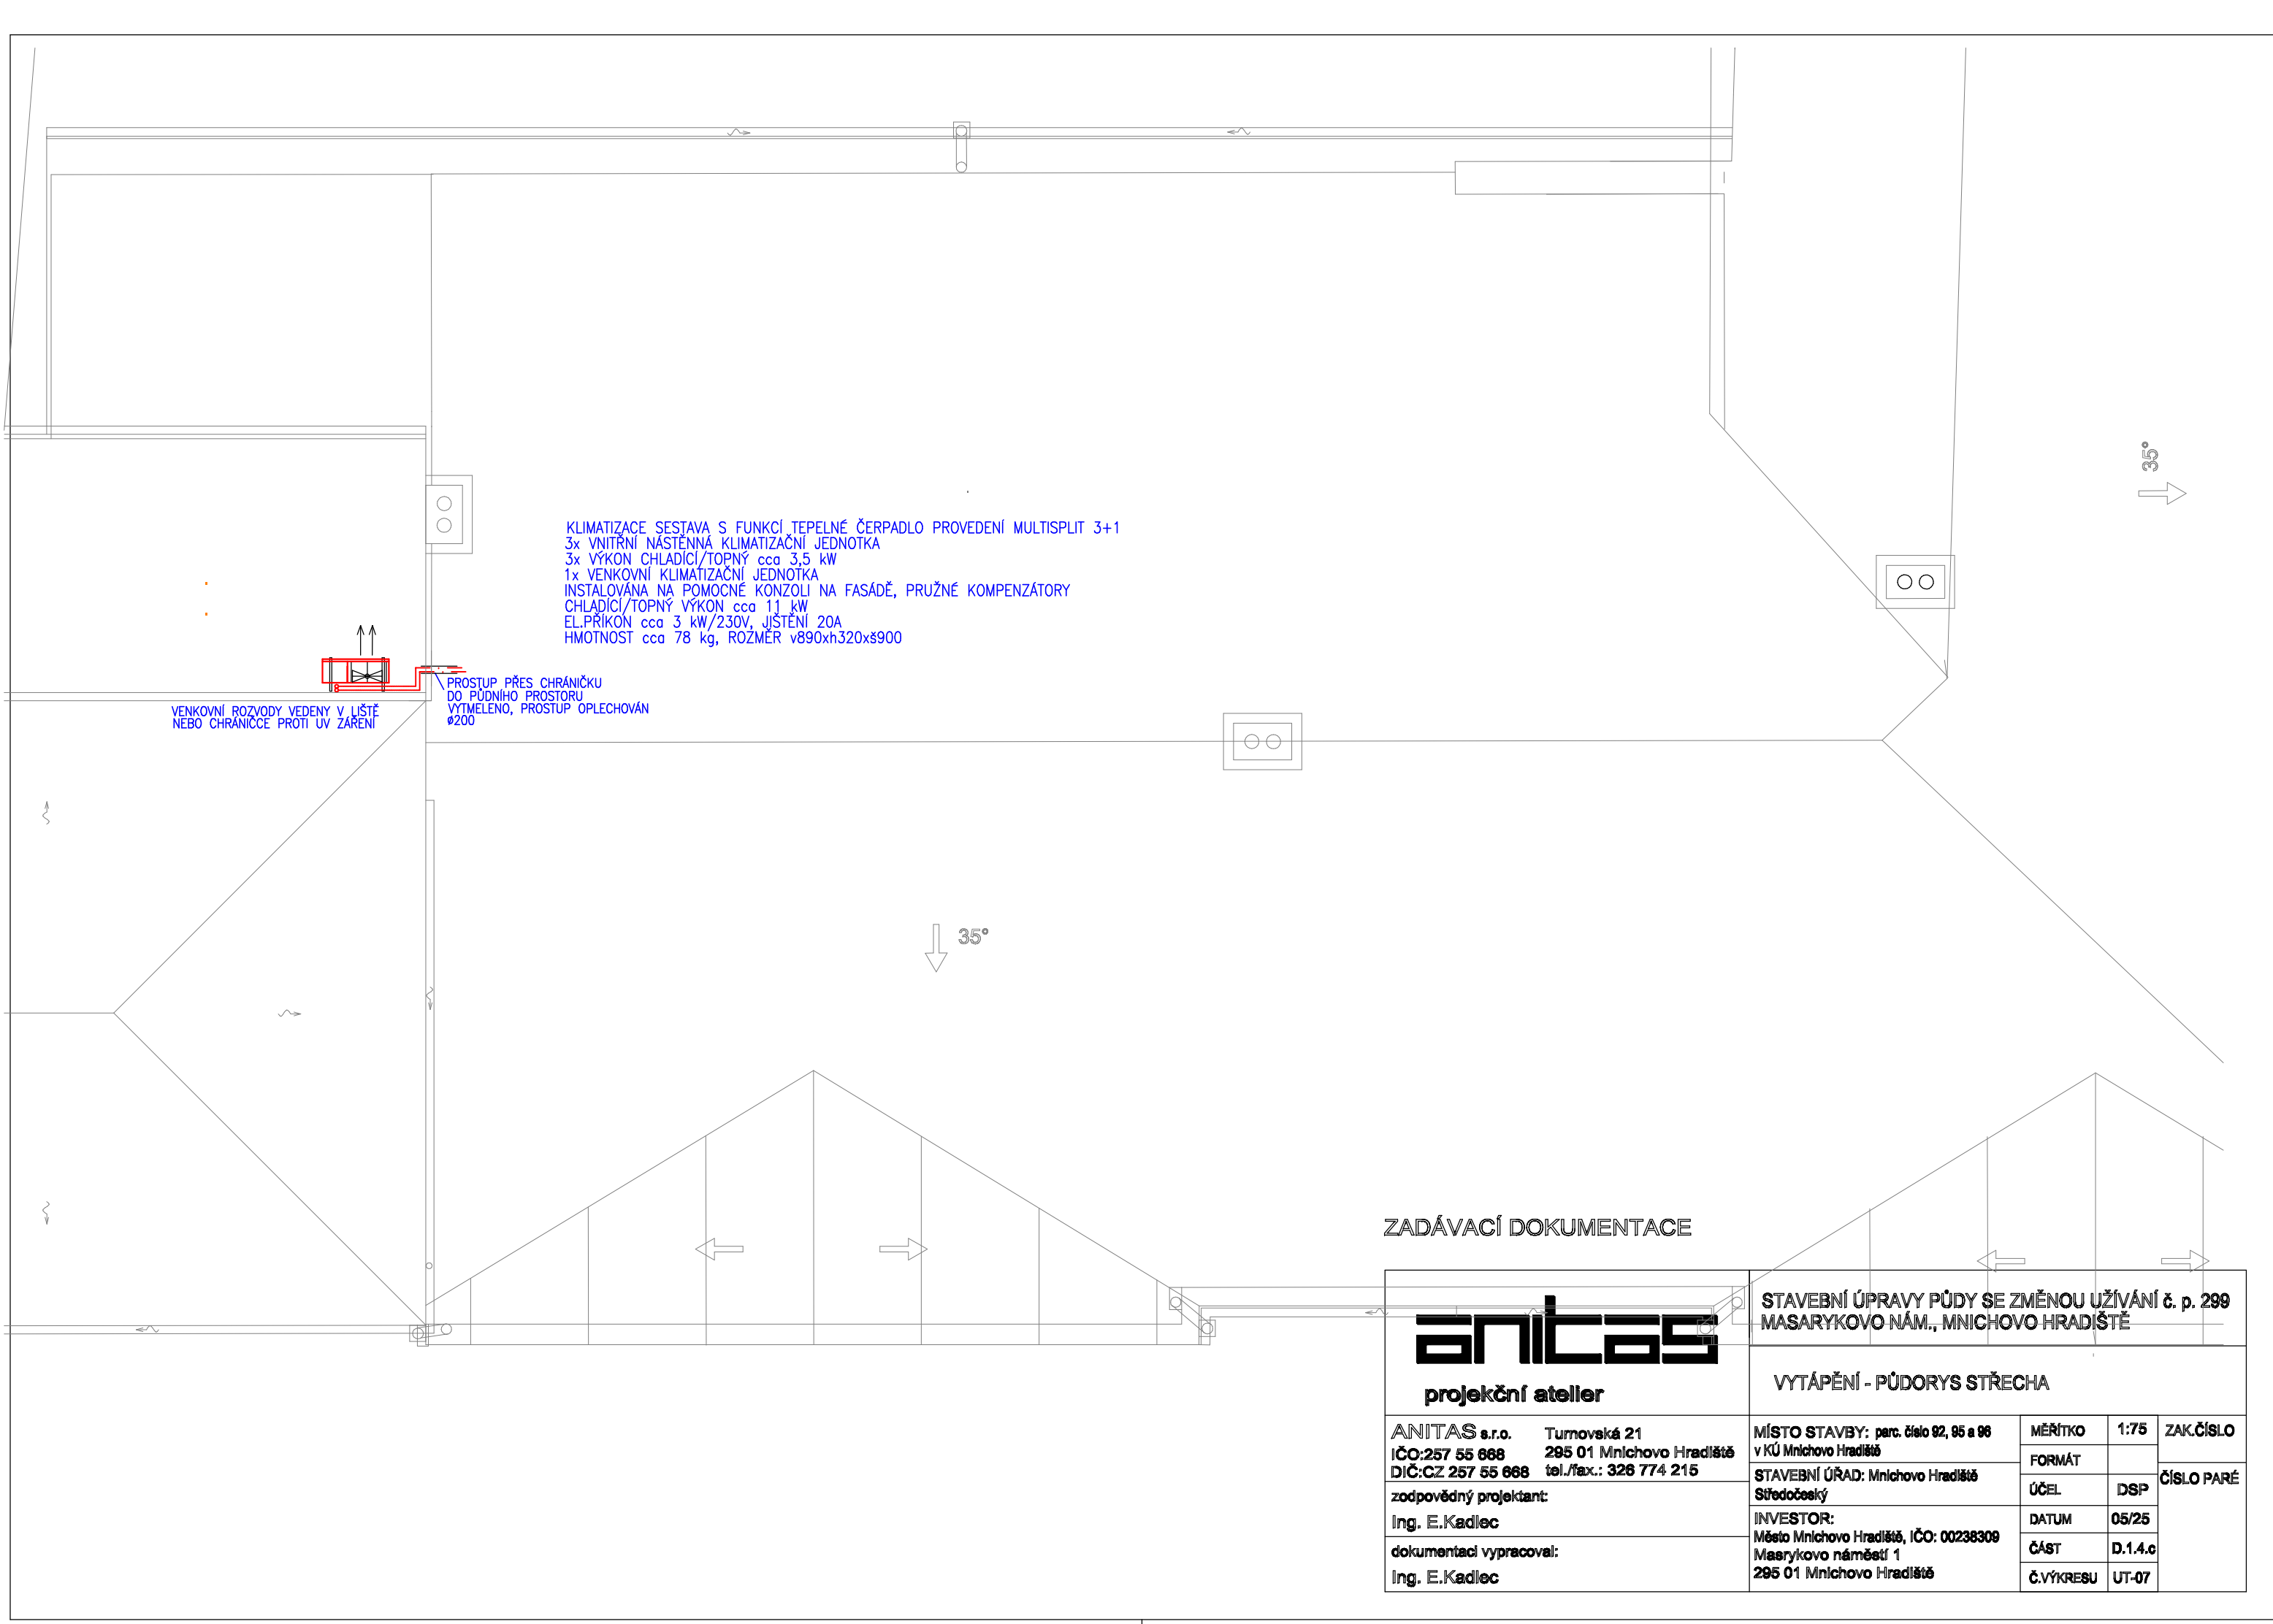 35°
KLIMATIZACE SESTAVA S FUNKCÍ TEPELNÉ ČERPADLO PROVEDENÍ MULTISPLIT 3+1
3x VNITŘNÍ NÁSTĚNNÁ KLIMATIZAČNÍ JEDNOTKA
3x VÝKON CHLADÍCÍ/TOPNÝ cca 3,5 kW
1x VENKOVNÍ KLIMATIZAČNÍ JEDNOTKA
INSTALOVÁNA NA POMOCNÉ KONZOLI NA FASÁDĚ, PRUŽNÉ KOMPENZÁTORY
CHLADÍCÍ/TOPNÝ VÝKON cca 11 kW
EL.PŘÍKON cca 3 kW/230V, JIŠTĚNÍ 20A
HMOTNOST cca 78 kg, ROZMĚR v890xh320xš900
PROSTUP PŘES CHRÁNIČKU
DO PŮDNÍHO PROSTORU
VYTMELENO, PROSTUP OPLECHOVÁN
ø200
VENKOVNÍ ROZVODY VEDENY V LIŠTĚ
NEBO CHRÁNIČCE PROTI UV ZÁŘENÍ
35°
ZADÁVACÍ DOKUMENTACE
anitas
projekční atelier
STAVEBNÍ ÚPRAVY PŮDY SE ZMĚNOU UŽÍVÁNÍ č. p. 299
MASARYKOVO NÁM., MNICHOVO HRADIŠTĚ
VYTÁPĚNÍ - PŮDORYS STŘECHA
ANITAS s.r.o.
IČO:257 55 668
DIČ:CZ 257 55 668
Turnovská 21
295 01 Mnichovo Hradiště
tel./fax.: 326 774 215
zodpovědný projektant:
Ing. E.Kadlec
dokumentaci vypracoval:
Ing. E.Kadlec
MÍSTO STAVBY: parc. číslo 92, 95 a 96
v KÚ Mnichovo Hradiště
STAVEBNÍ ÚŘAD: Mnichovo Hradiště
Středočeský
INVESTOR:
Město Mnichovo Hradiště, IČO: 00238309
Masrykovo náměstí 1
295 01 Mnichovo Hradiště
MĚŘÍTKO 1:75
FORMÁT
ÚČEL DSP
DATUM 05/25
ČÁST D.1.4.c
Č.VÝKRESU UT-07
ZAK.ČÍSLO
ČÍSLO PARÉ